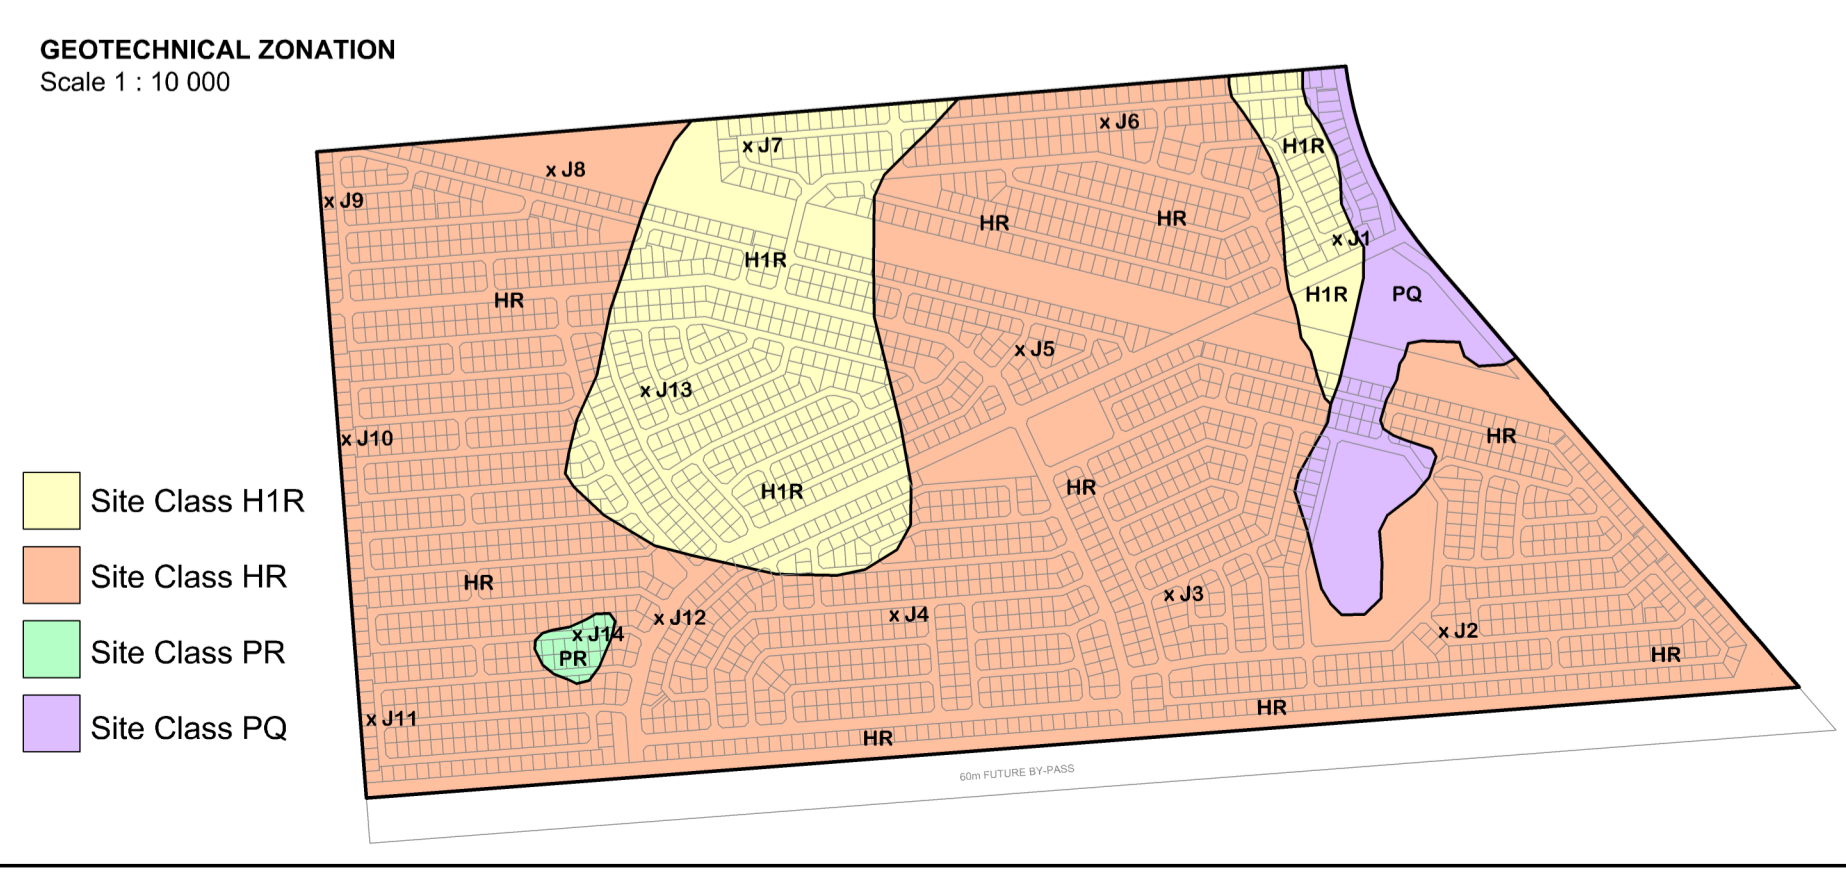 GEOTECHNICAL ZONATION
Scale 1 : 10 000
x J6
x J7
H1R
x J8
x J9
HR
HR
x J1
H1R
HR
H1R
PQ
x J5
x J13
HR
x J10
HR
H1R
Site Class H1R
Site Class HR
HR
x J3
x J12
x J4
x J14
x J2
PR
HR
Site Class PR
HR
x J11
Site Class PQ
HR
60m FUTURE BY-PASS